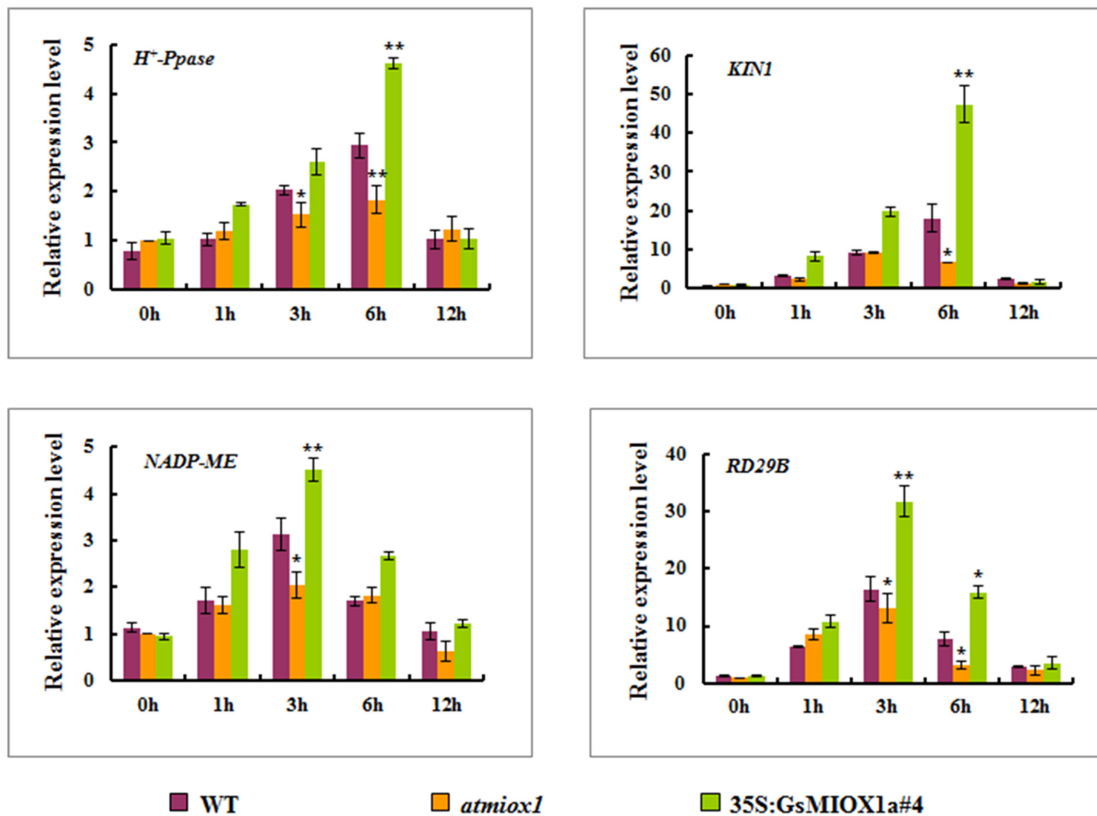 H⁺-Ppase
Relative expression level
5
4
3
2
1
0
**
*
**
0h 1h 3h 6h 12h
KIN1
Relative expression level
60
50
40
30
20
10
0
**
*
0h 1h 3h 6h 12h
NADP-ME
Relative expression level
5
4
3
2
1
0
**
*
0h 1h 3h 6h 12h
RD29B
Relative expression level
40
30
20
10
0
**
*
*
*
0h 1h 3h 6h 12h
WT atmiox1 35S:GsMIOX1a#4